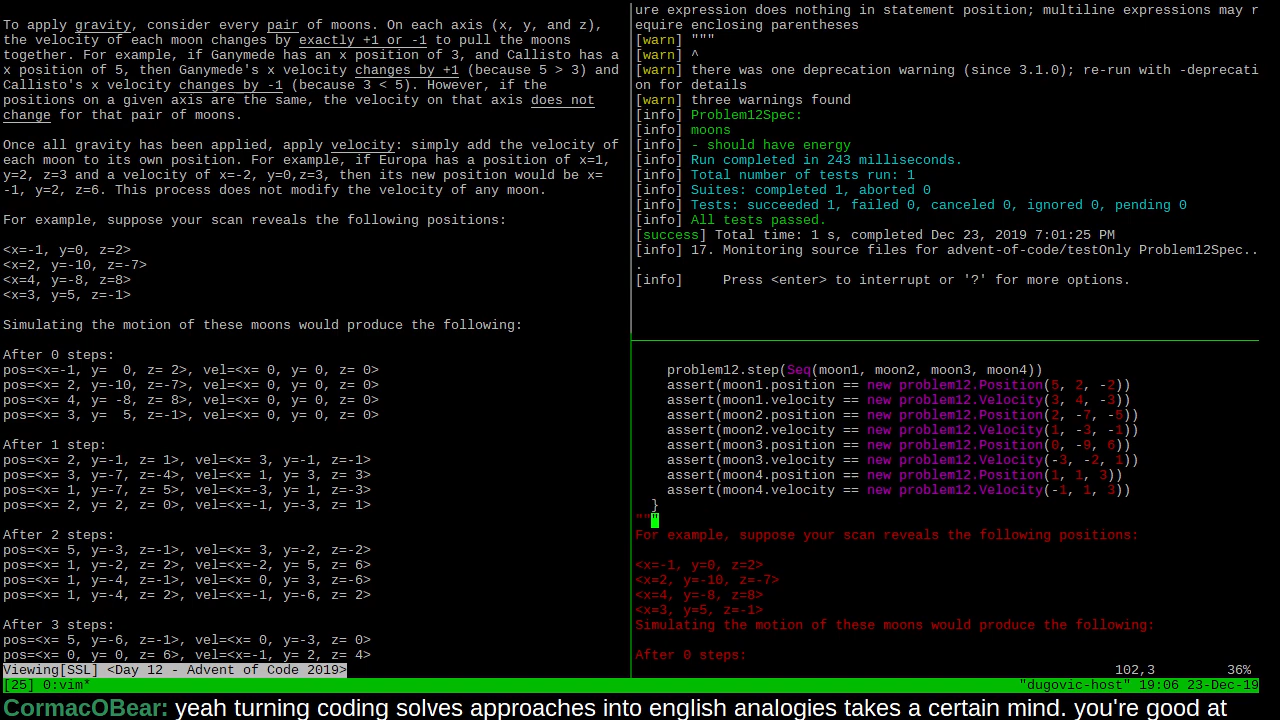 To apply gravity, consider every pair of moons. On each axis (x, y, and z),
the velocity of each moon changes by exactly +1 or -1 to pull the moons
together. For example, if Ganymede has an x position of 3, and Callisto has a
x position of 5, then Ganymede's x velocity changes by +1 (because 5 > 3) and
Callisto's x velocity changes by -1 (because 3 < 5). However, if the
positions on a given axis are the same, the velocity on that axis does not
change for that pair of moons.
Once all gravity has been applied, apply velocity: simply add the velocity of
each moon to its own position. For example, if Europa has a position of x=1,
y=2, z=3 and a velocity of x=-2, y=0,z=3, then its new position would be x=
-1, y=2, z=6. This process does not modify the velocity of any moon.
For example, suppose your scan reveals the following positions:
<x=-1, y=0, z=2>
<x=2, y=-10, z=-7>
<x=4, y=-8, z=8>
<x=3, y=5, z=-1>
Simulating the motion of these moons would produce the following:
After 0 steps:
pos=<x=-1, y=  0, z= 2>, vel=<x= 0, y= 0, z= 0>
pos=<x= 2, y=-10, z=-7>, vel=<x= 0, y= 0, z= 0>
pos=<x= 4, y= -8, z= 8>, vel=<x= 0, y= 0, z= 0>
pos=<x= 3, y=  5, z=-1>, vel=<x= 0, y= 0, z= 0>
After 1 step:
pos=<x= 2, y=-1, z= 1>, vel=<x= 3, y=-1, z=-1>
pos=<x= 3, y=-7, z=-4>, vel=<x= 1, y= 3, z= 3>
pos=<x= 1, y=-7, z= 5>, vel=<x=-3, y= 1, z=-3>
pos=<x= 2, y= 2, z= 0>, vel=<x=-1, y=-3, z= 1>
After 2 steps:
pos=<x= 5, y=-3, z=-1>, vel=<x= 3, y=-2, z=-2>
pos=<x= 1, y=-2, z= 2>, vel=<x=-2, y= 5, z= 6>
pos=<x= 1, y=-4, z=-1>, vel=<x= 0, y= 3, z=-6>
pos=<x= 1, y=-4, z= 2>, vel=<x=-1, y=-6, z= 2>
After 3 steps:
pos=<x= 5, y=-6, z=-1>, vel=<x= 0, y=-3, z= 0>
pos=<x= 0, y= 0, z= 6>, vel=<x=-1, y= 2, z= 4>
Viewing[SSL] <Day 12 - Advent of Code 2019>
ure expression does nothing in statement position; multiline expressions may r
equire enclosing parentheses
[warn] """
[warn] ^
[warn] there was one deprecation warning (since 3.1.0); re-run with -deprecati
on for details
[warn] three warnings found
[info] Problem12Spec:
[info] moons
[info] - should have energy
[info] Run completed in 243 milliseconds.
[info] Total number of tests run: 1
[info] Suites: completed 1, aborted 0
[info] Tests: succeeded 1, failed 0, canceled 0, ignored 0, pending 0
[info] All tests passed.
[success] Total time: 1 s, completed Dec 23, 2019 7:01:25 PM
[info] 17. Monitoring source files for advent-of-code/testOnly Problem12Spec..
.
[info]     Press <enter> to interrupt or '?' for more options.
problem12.step(Seq(moon1, moon2, moon3, moon4))
assert(moon1.position == new problem12.Position(5, 2, -2))
assert(moon1.velocity == new problem12.Velocity(3, 4, -3))
assert(moon2.position == new problem12.Position(2, -7, -5))
assert(moon2.velocity == new problem12.Velocity(1, -3, -1))
assert(moon3.position == new problem12.Position(0, -9, 6))
assert(moon3.velocity == new problem12.Velocity(-3, -2, 1))
assert(moon4.position == new problem12.Position(1, 1, 3))
assert(moon4.velocity == new problem12.Velocity(-1, 1, 3))
}
"""
For example, suppose your scan reveals the following positions:
<x=-1, y=0, z=2>
<x=2, y=-10, z=-7>
<x=4, y=-8, z=8>
<x=3, y=5, z=-1>
Simulating the motion of these moons would produce the following:
After 0 steps:
102,3 36%
[25] 0:vim* "dugovic-host" 19:06 23-Dec-19
CormacOBear: yeah turning coding solves approaches into english analogies takes a certain mind. you're good at